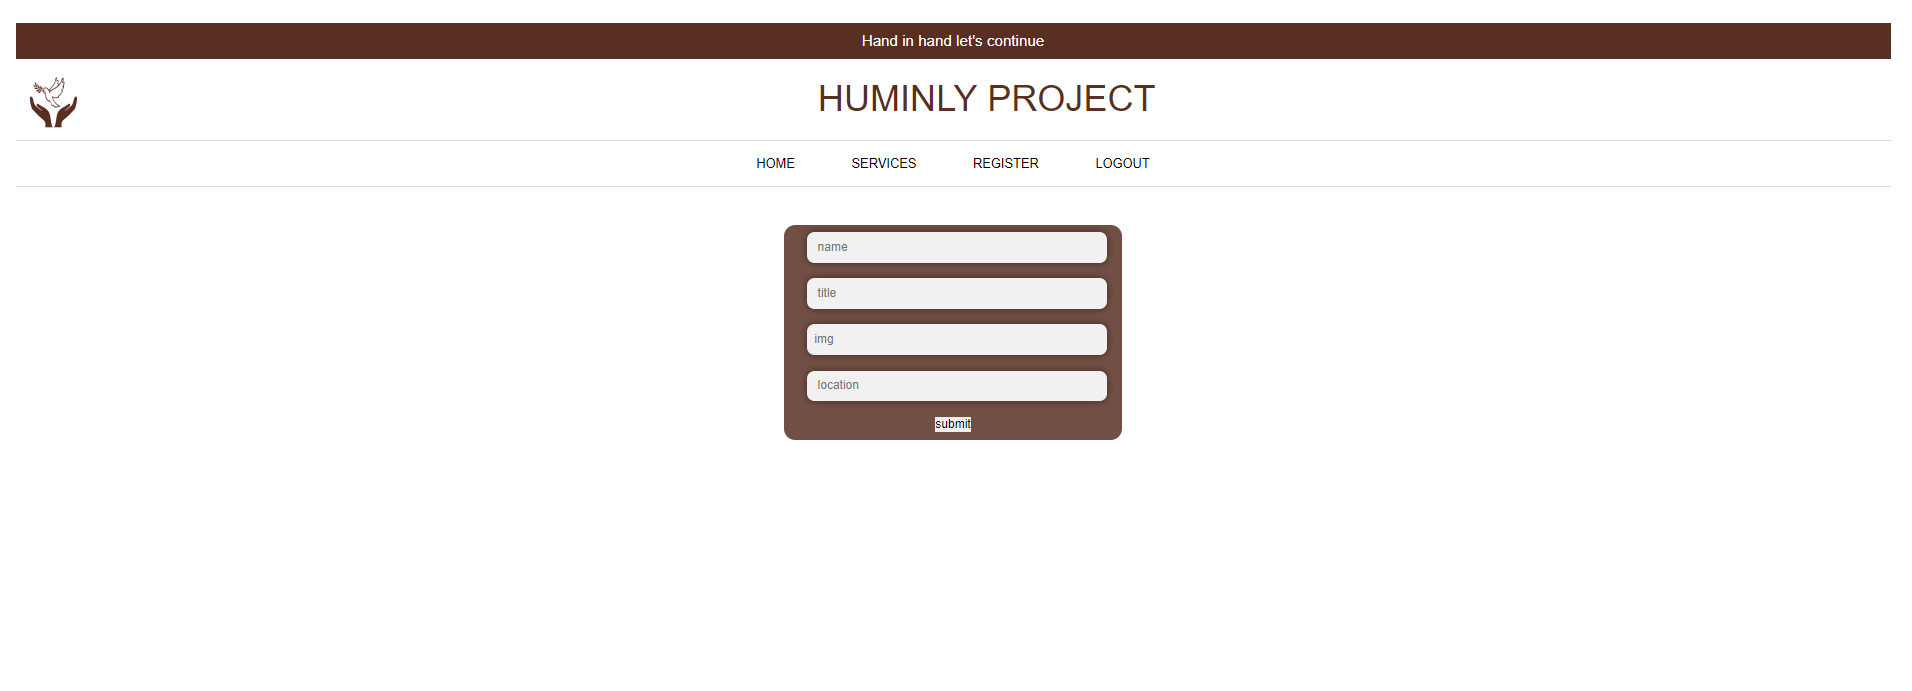 Hand in hand let's continue
HUMINLY PROJECT
HOME SERVICES REGISTER LOGOUT
name
title
img
location
submit